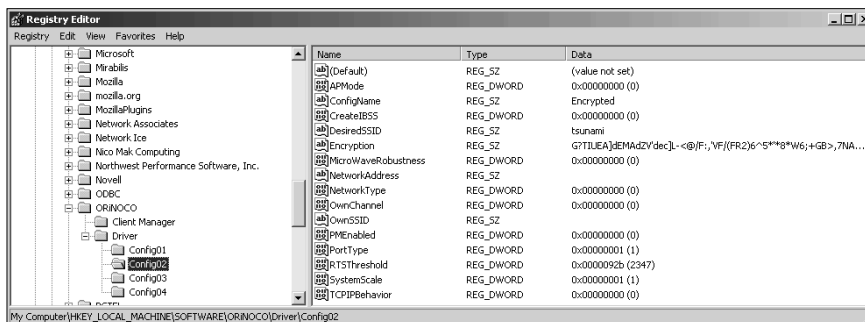 Registry Editor
Registry Edit View Favorites Help
Microsoft
Mirabilis
Mozilla
mozilla.org
MozillaPlugins
Network Associates
Network Ice
Nico Mak Computing
Northwest Performance Software, Inc.
Novell
ODBC
ORiNOCO
Client Manager
Driver
Config01
Config02
Config03
Config04
Name Type Data
(Default) REG_SZ (value not set)
APMode REG_DWORD 0x00000000 (0)
ConfigName REG_SZ Encrypted
CreateIBSS REG_DWORD 0x00000000 (0)
DesiredSSID REG_SZ tsunami
Encryption REG_SZ
MicroWaveRobustness REG_DWORD 0x00000000 (0)
NetworkAddress REG_SZ
NetworkType REG_DWORD 0x00000000 (0)
OwnChannel REG_DWORD 0x00000000 (0)
OwnSSID REG_SZ
PMEnabled REG_DWORD 0x00000000 (0)
PortType REG_DWORD 0x00000001 (1)
RTSThreshold REG_DWORD 0x0000092b (2347)
SystemScale REG_DWORD 0x00000001 (1)
TCPIPBehavior REG_DWORD 0x00000000 (0)
My Computer\HKEY_LOCAL_MACHINE\SOFTWARE\ORiNOCO\Driver\Config02